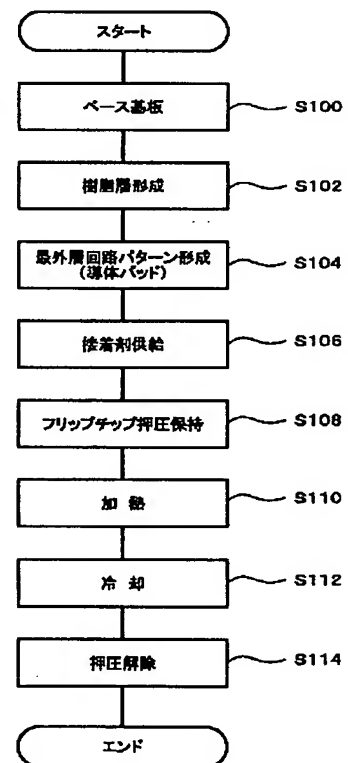 スタート
ベース基板
S100
樹脂層形成
S102
最外層回路パターン形成
(導体パッド)
S104
接着剤供給
S106
フリップチップ押圧保持
S108
加 熱
S110
冷 却
S112
押圧解除
S114
エンド